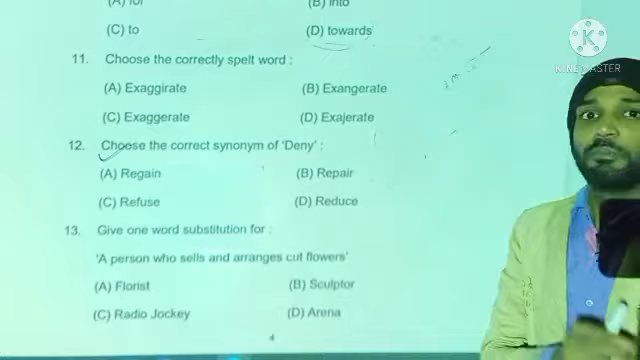 (A) for
(B) into
(C) to
(D) towards
11. Choose the correctly spelt word :
(A) Exaggirate
(B) Exangerate
(C) Exaggerate
(D) Exajerate
12. Choose the correct synonym of 'Deny' :
(A) Regain
(B) Repair
(C) Refuse
(D) Reduce
13. Give one word substitution for :
'A person who sells and arranges cut flowers'
(A) Florist
(B) Sculptor
(C) Radio Jockey
(D) Arena
4
KINEMASTER